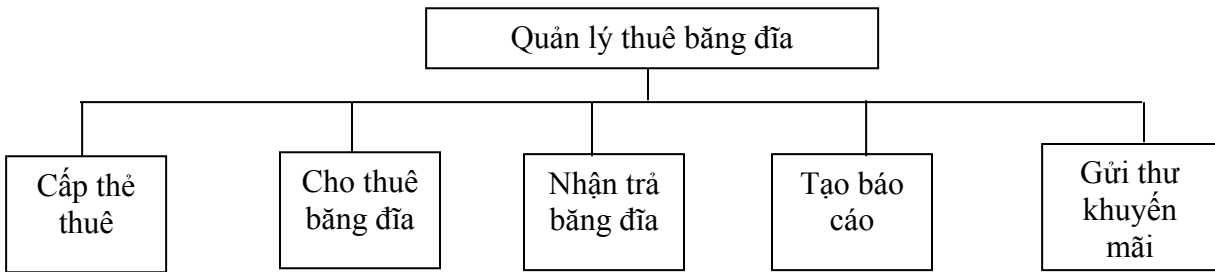 Quản lý thuê băng đĩa
Cấp thẻ
thuê
Cho thuê
băng đĩa
Nhận trả
băng đĩa
Tạo báo
cáo
Gửi thư
khuyến
mãi